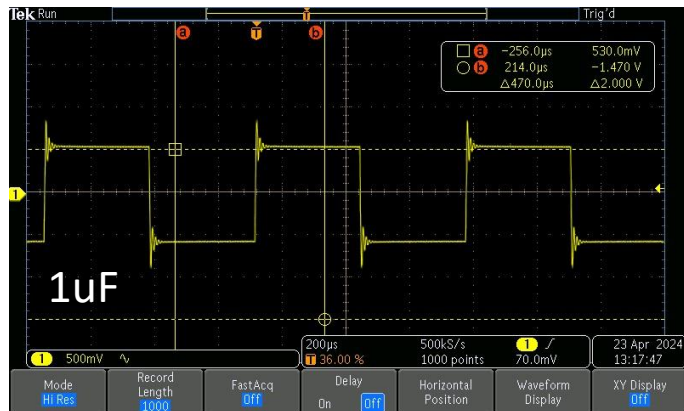 Tek Run Trig'd
a T b
a −256.0µs 530.0mV
b 214.0µs −1.470 V
Δ470.0µs Δ2.000 V
1
1uF
1 500mV ∿
200µs 500kS/s 1 ∫ 23 Apr 2024
T 36.00 % 1000 points 70.0mV 13:17:47
Mode Record Length FastAcq Delay Horizontal Position Waveform Display XY Display
Hi Res 1000 Off On Off Off